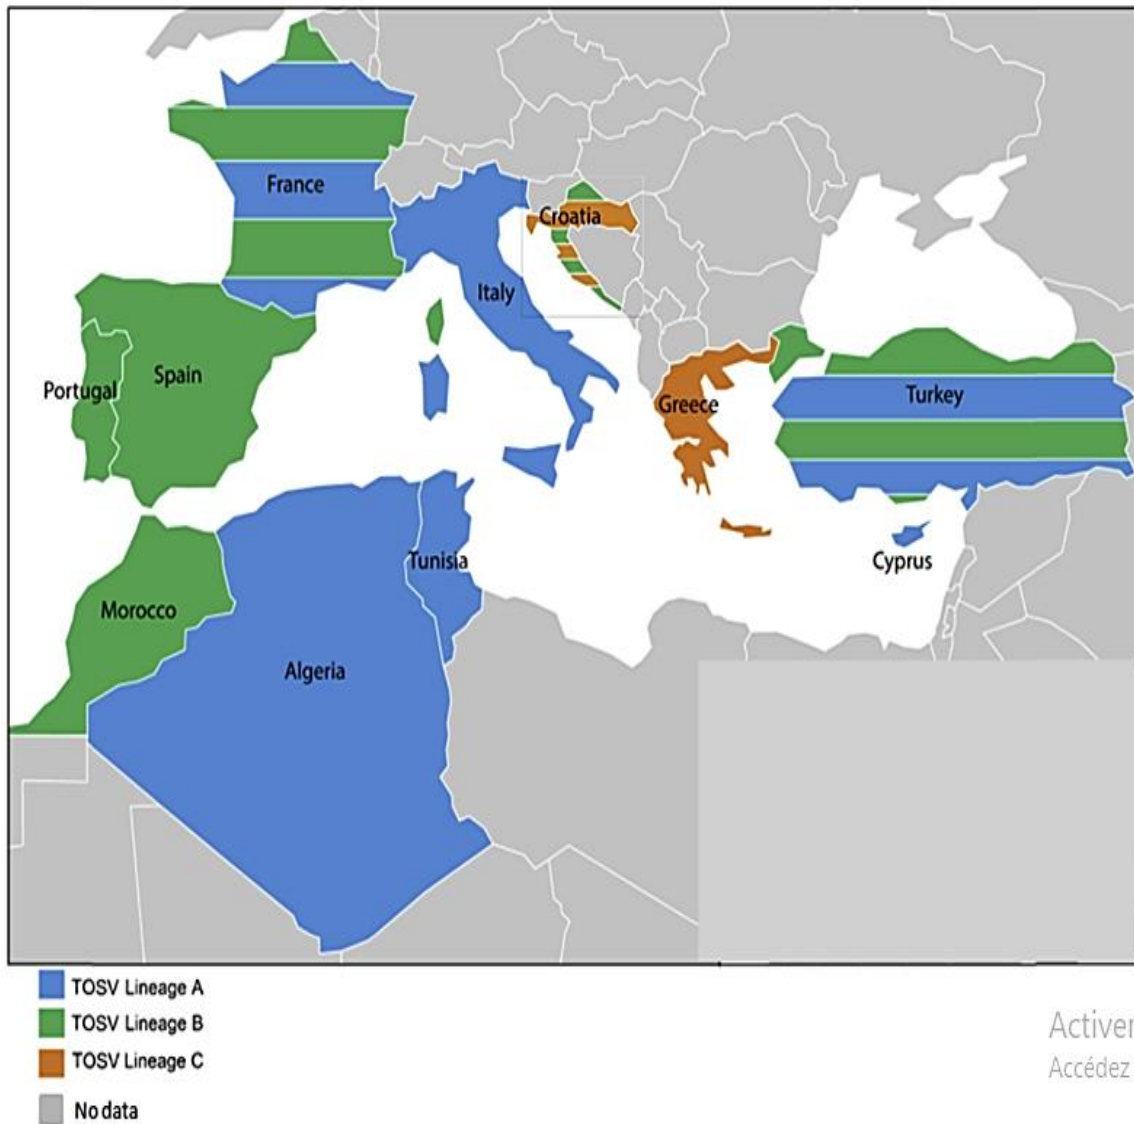 France
Croatia
Italy
Portugal
Spain
Greece
Turkey
Tunisia
Cyprus
Morocco
Algeria
TOSV Lineage A
TOSV Lineage B
TOSV Lineage C
No data
Activer
Accédez